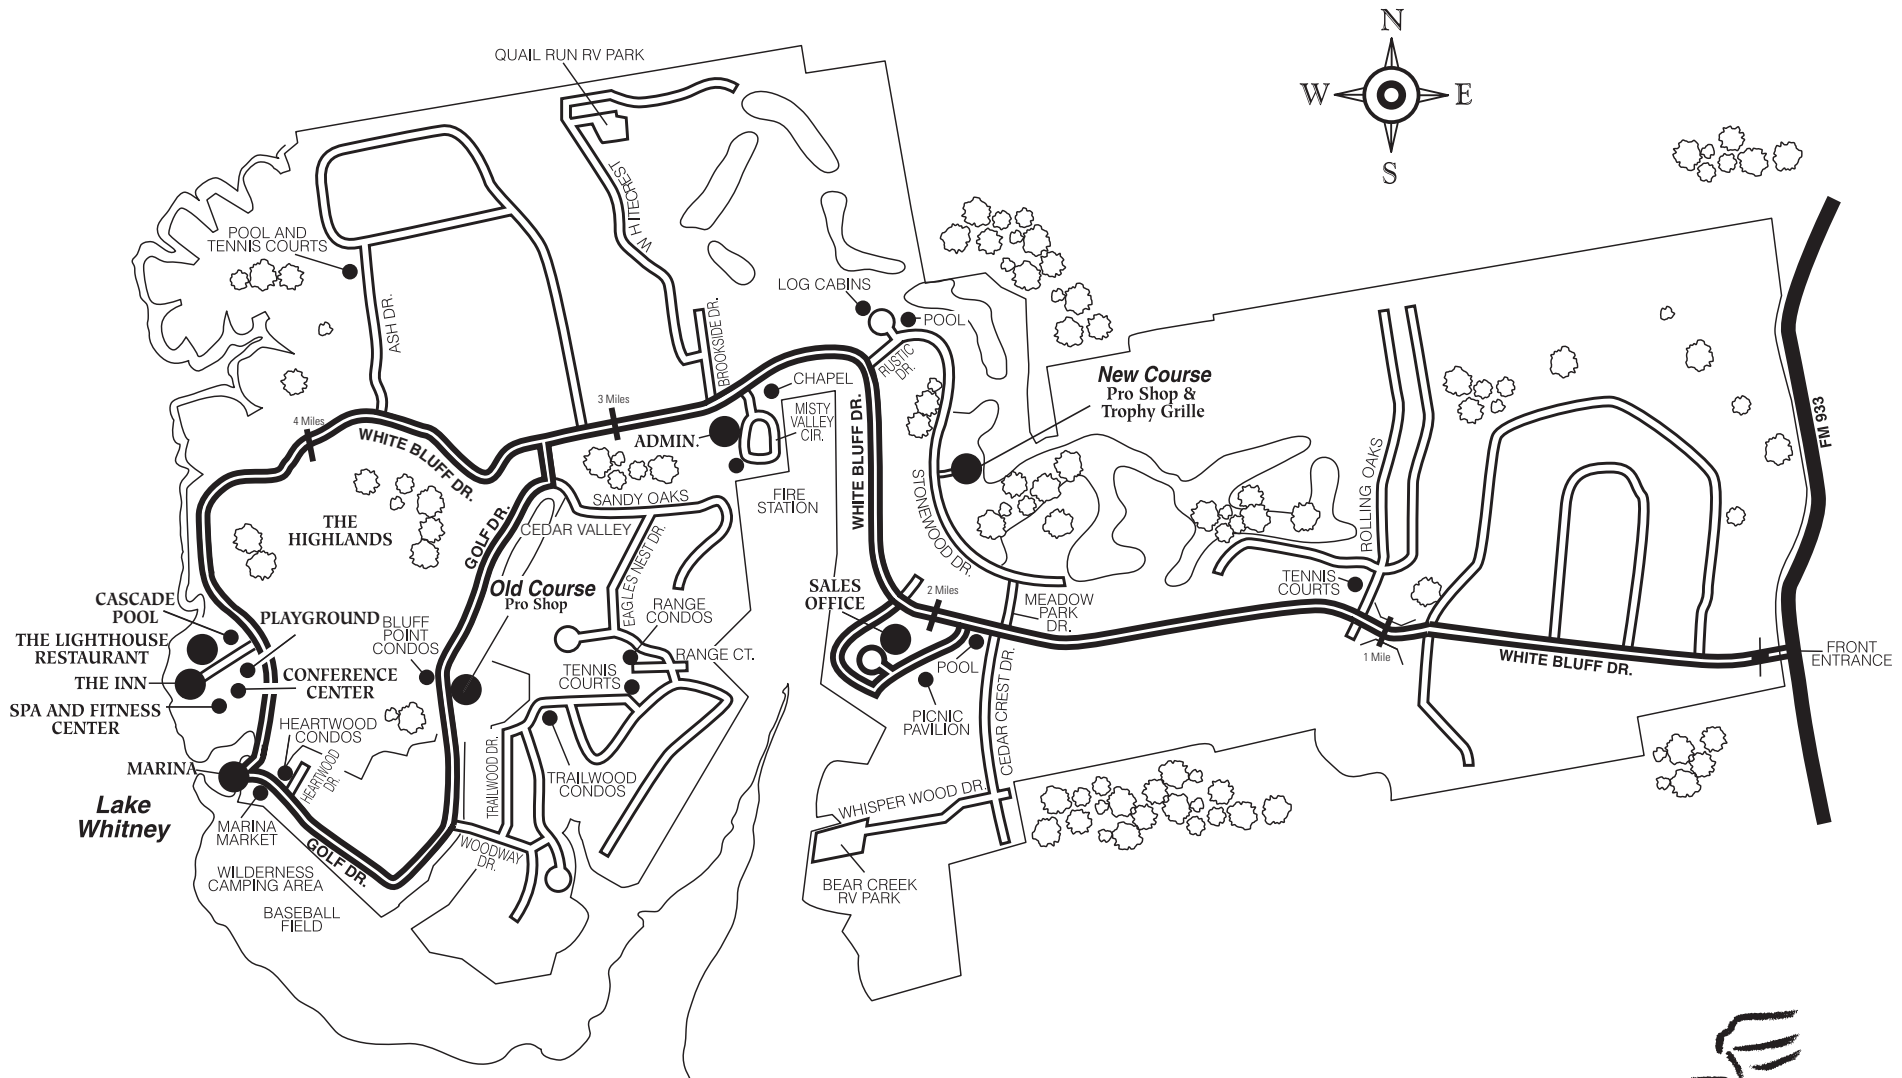 N
W
E
S
QUAIL RUN RV PARK
POOL AND
TENNIS COURTS
WHITECREST
ASH DR.
BROOKSIDE DR.
LOG CABINS
POOL
RUSTIC
DR.
CHAPEL
MISTY
VALLEY
CIR.
ADMIN.
FIRE
STATION
3 Miles
4 Miles
WHITE BLUFF DR.
WHITE BLUFF DR.
New Course
Pro Shop &
Trophy Grille
STONEWOOD DR.
ROLLING OAKS
FM 933
THE
HIGHLANDS
GOLF DR.
SANDY OAKS
CEDAR VALLEY
EAGLES NEST DR.
Old Course
Pro Shop
RANGE
CONDOS
RANGE CT.
TENNIS
COURTS
SALES
OFFICE
2 Miles
MEADOW
PARK
DR.
TENNIS
COURTS
1 Mile
WHITE BLUFF DR.
FRONT
ENTRANCE
CASCADE
POOL
PLAYGROUND
THE LIGHTHOUSE
RESTAURANT
THE INN
CONFERENCE
CENTER
SPA AND FITNESS
CENTER
BLUFF
POINT
CONDOS
HEARTWOOD
CONDOS
HEARTWOOD
DR.
MARINA
Lake
Whitney
MARINA
MARKET
GOLF DR.
WILDERNESS
CAMPING AREA
BASEBALL
FIELD
TRAILWOOD DR.
TRAILWOOD
CONDOS
WOODWAY
DR.
POOL
PICNIC
PAVILION
CEDAR CREST DR.
WHISPER WOOD DR.
BEAR CREEK
RV PARK